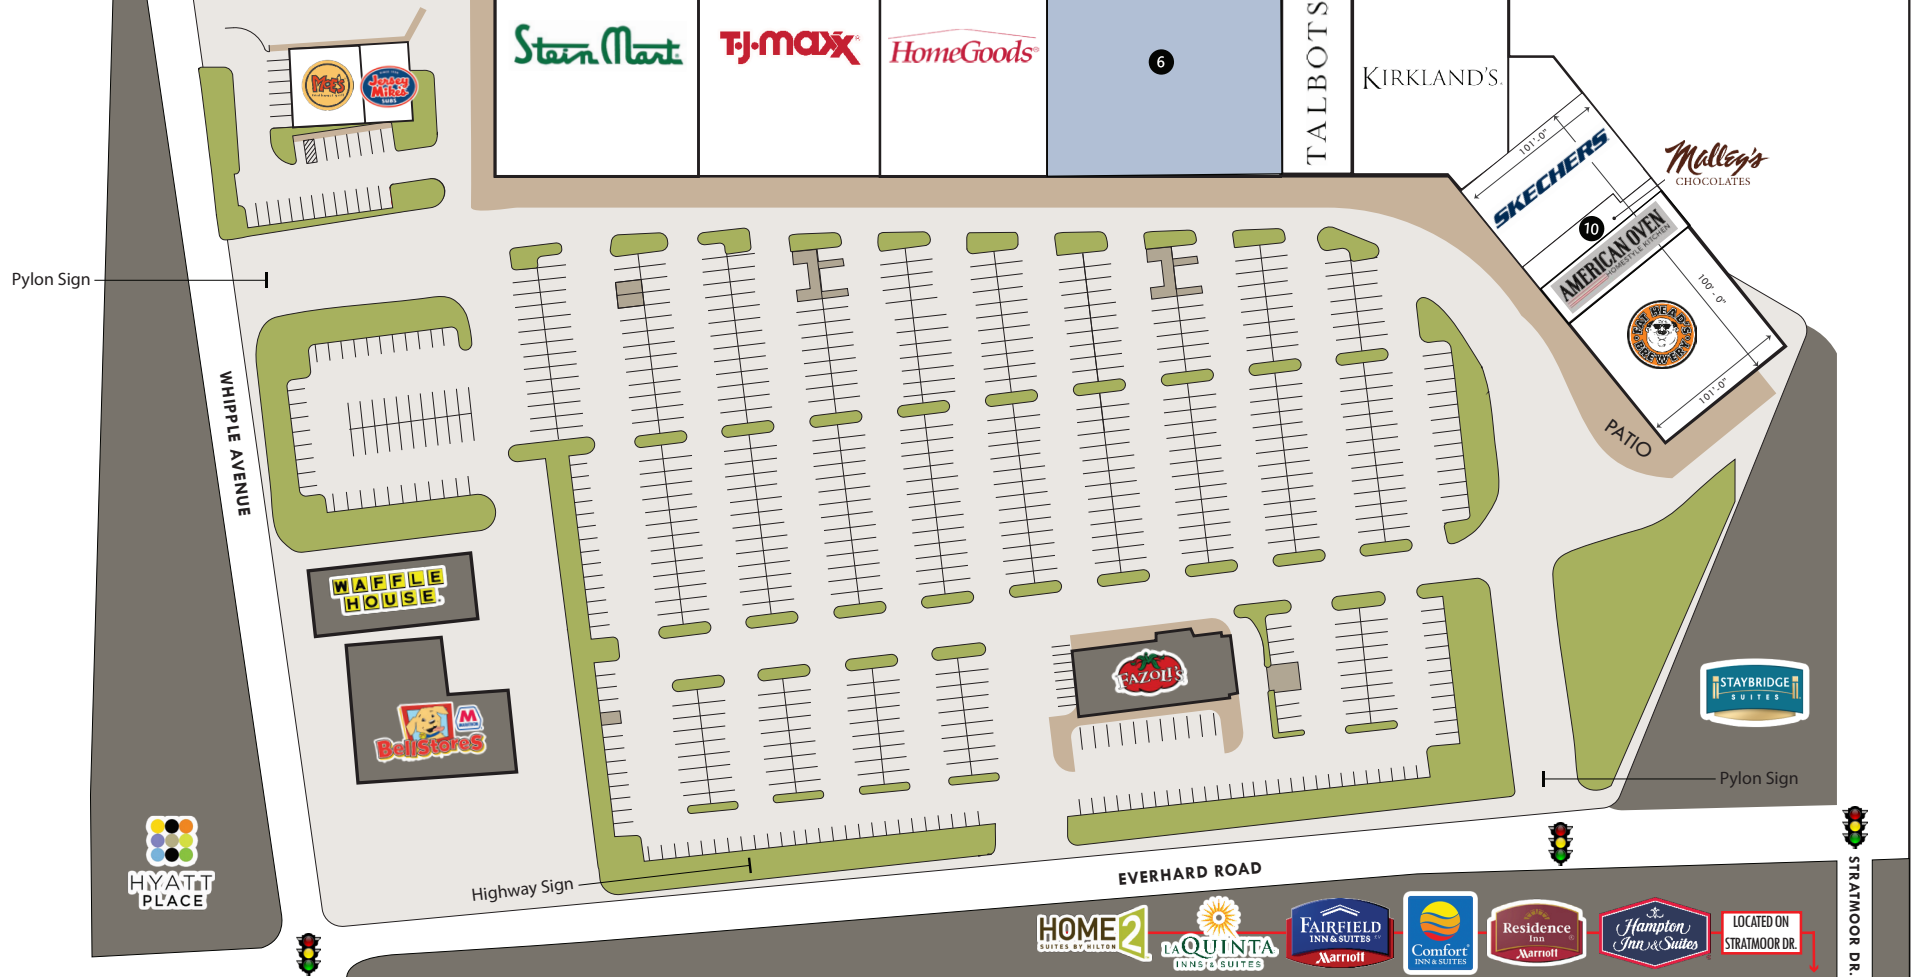 Stein Mart
T·J·maxx
HomeGoods
6
TALBOTS
KIRKLAND'S
MOE'S
Jersey
Mike's
SUBS
101'-0"
SKECHERS
Malley's
CHOCOLATES
10
AMERICAN OVEN
HOMESTYLE KITCHEN
100'-0"
FAT HEAD'S
BREWERY
101'-0"
PATIO
Pylon Sign
WHIPPLE AVENUE
WAFFLE
HOUSE
M
BellStores
FAZOLI'S
STAYBRIDGE
SUITES
Pylon Sign
HYATT
PLACE
Highway Sign
EVERHARD ROAD
STRATMOOR DR.
HOME2
SUITES BY HILTON
LAQUINTA
INNS & SUITES
FAIRFIELD
INN & SUITES
Marriott
Comfort
INN & SUITES
Residence
Inn
Marriott
Hampton
Inn & Suites
LOCATED ON
STRATMOOR DR.